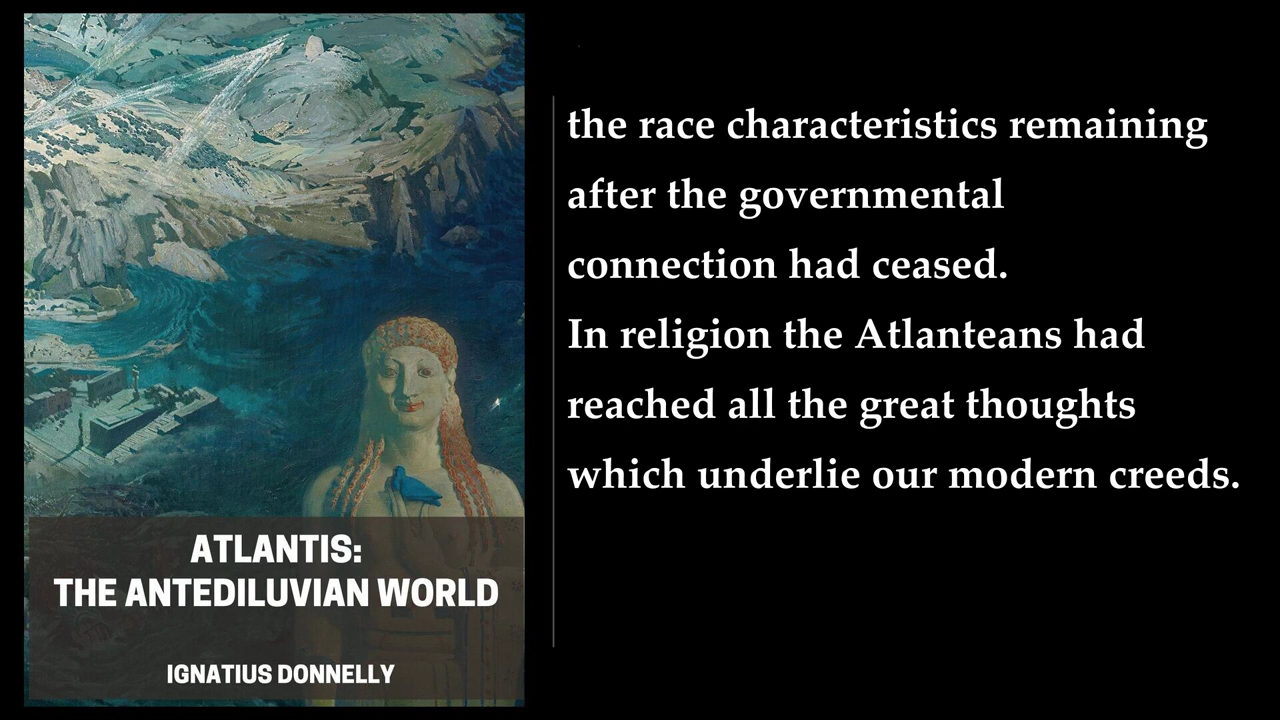 ATLANTIS:
THE ANTEDILUVIAN WORLD
IGNATIUS DONNELLY
the race characteristics remaining
after the governmental
connection had ceased.
In religion the Atlanteans had
reached all the great thoughts
which underlie our modern creeds.